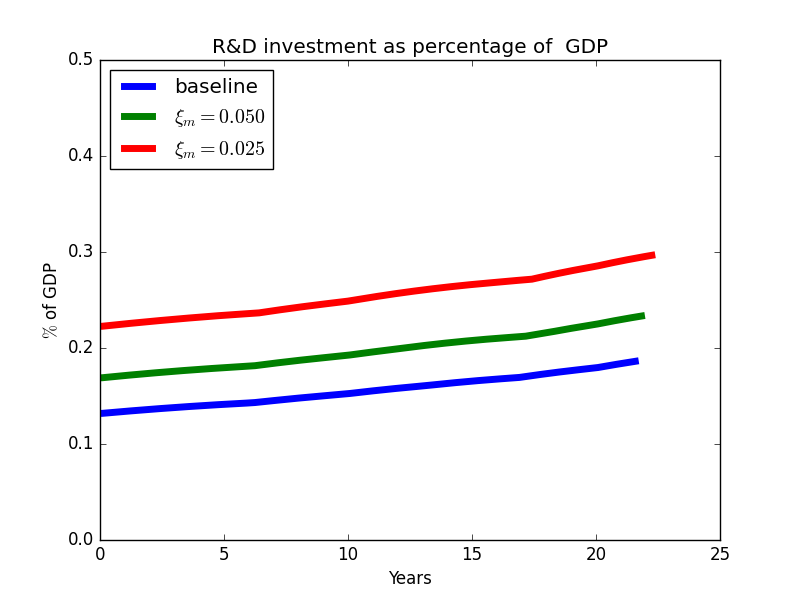 R&D investment as percentage of  GDP
baseline
ξm = 0.050
ξm = 0.025
0.5
0.4
0.3
0.2
0.1
0.0
% of GDP
0 5 10 15 20 25
Years